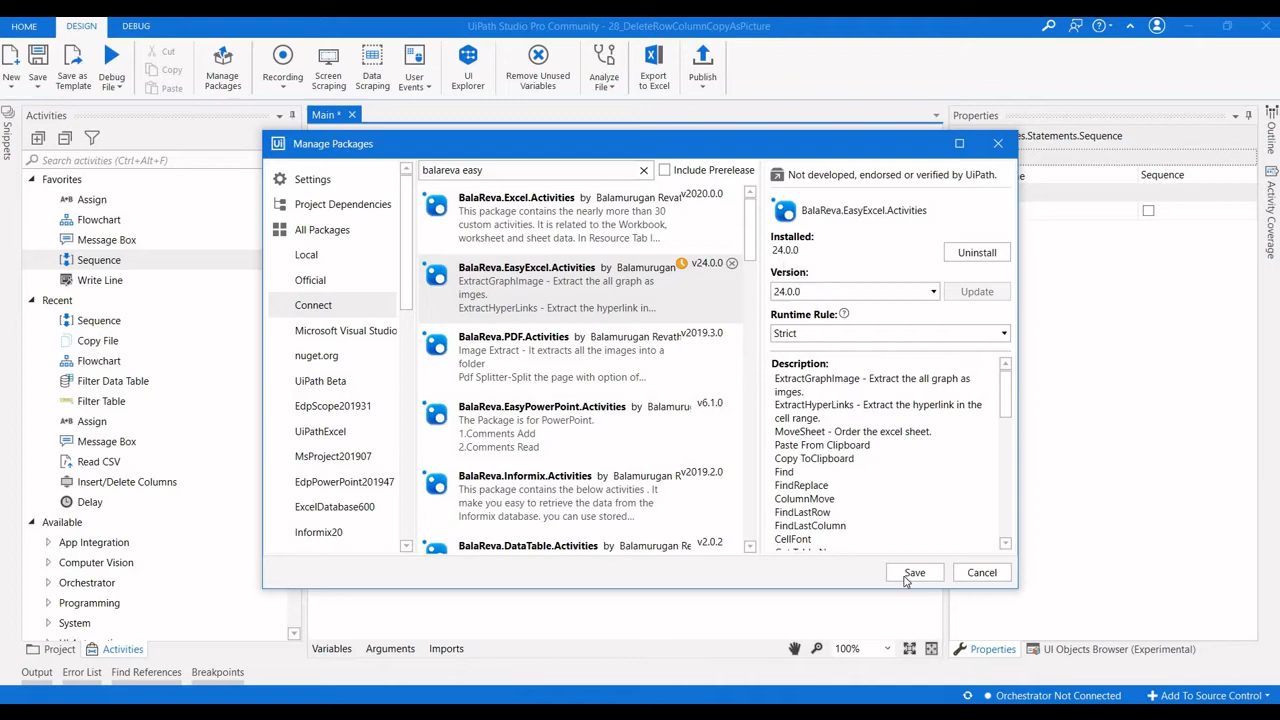 HOME
DESIGN
DEBUG
UiPath Studio Pro Community - 28_DeleteRowColumnCopyAsPicture
New
Save
Save as
Template
Debug
File
Cut
Copy
Paste
Manage
Packages
Recording
Screen
Scraping
Data
Scraping
User
Events
UI
Explorer
Remove Unused
Variables
Analyze
File
Export
to Excel
Publish
Snippets
Activities
Search activities (Ctrl+Alt+F)
Favorites
Assign
Flowchart
Message Box
Sequence
Write Line
Recent
Sequence
Copy File
Flowchart
Filter Data Table
Filter Table
Assign
Message Box
Read CSV
Insert/Delete Columns
Delay
Available
App Integration
Computer Vision
Orchestrator
Programming
System
Main *
Ui Manage Packages
Settings
Project Dependencies
All Packages
Local
Official
Connect
Microsoft Visual Studio
nuget.org
UiPath Beta
EdpScope201931
UiPathExcel
MsProject201907
EdpPowerPoint201947
ExcelDatabase600
Informix20
balareva easy
Include Prerelease
BalaReva.Excel.Activities by Balamurugan Revat v2020.0.0
This package contains the nearly more than 30
custom activities. It is related to the Workbook,
worksheet and sheet data. In Resource Tab I...
BalaReva.EasyExcel.Activities by Balamurugan v24.0.0
ExtractGraphImage - Extract the all graph as
imges.
ExtractHyperLinks - Extract the hyperlink in...
BalaReva.PDF.Activities by Balamurugan Revath v2019.3.0
Image Extract - It extracts all the images into a
folder
Pdf Splitter-Split the page with option of...
BalaReva.EasyPowerPoint.Activities by Balamuru v6.1.0
The Package is for PowerPoint.
1.Comments Add
2.Comments Read
BalaReva.Informix.Activities by Balamurugan R v2019.2.0
This package contains the below activities . It
make you easy to retrieve the data from the
Informix database. you can use stored...
BalaReva.DataTable.Activities by Balamurugan Re v2.0.2
Not developed, endorsed or verified by UiPath.
BalaReva.EasyExcel.Activities
Installed:
24.0.0
Uninstall
Version:
24.0.0
Update
Runtime Rule:
Strict
Description:
ExtractGraphImage - Extract the all graph as
imges.
ExtractHyperLinks - Extract the hyperlink in the
cell range.
MoveSheet - Order the excel sheet.
Paste From Clipboard
Copy ToClipboard
Find
FindReplace
ColumnMove
FindLastRow
FindLastColumn
CellFont
Save
Cancel
Properties
es.Statements.Sequence
e
Sequence
Outline
Activity Coverage
Project
Activities
Variables
Arguments
Imports
100%
Properties
UI Objects Browser (Experimental)
Output
Error List
Find References
Breakpoints
Orchestrator Not Connected
Add To Source Control